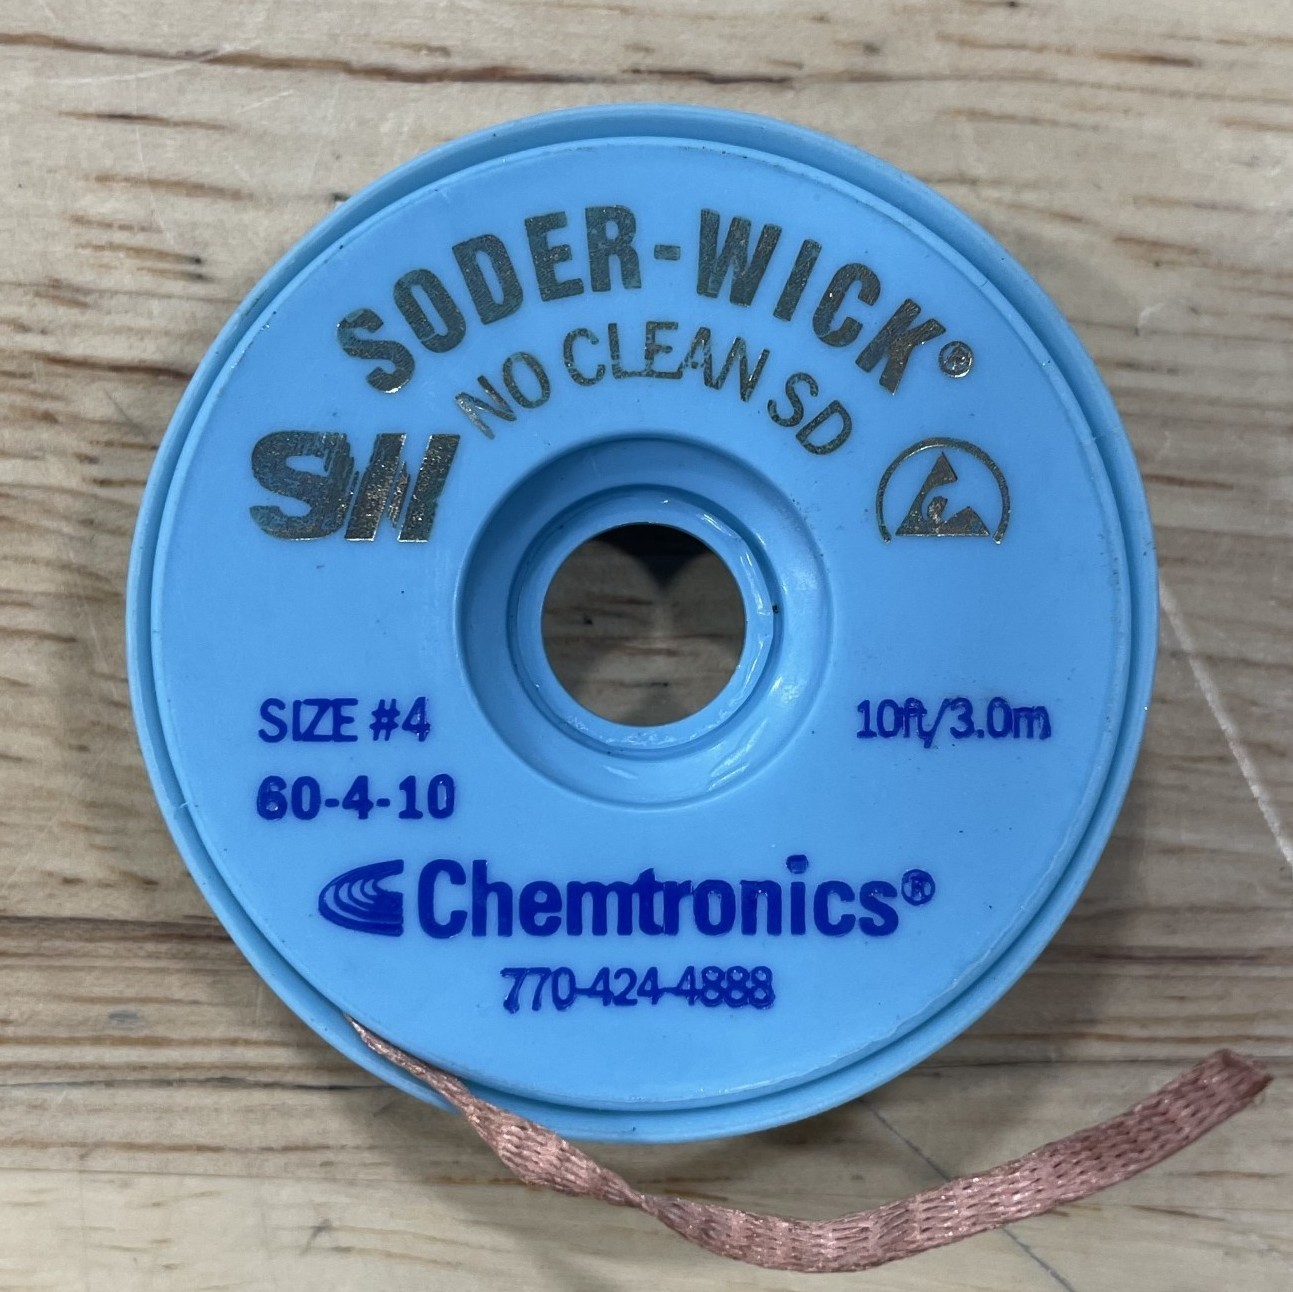 SODER-WICK®
NO CLEAN SD
SW
SIZE #4
10ft/3.0m
60-4-10
Chemtronics®
770-424-4888